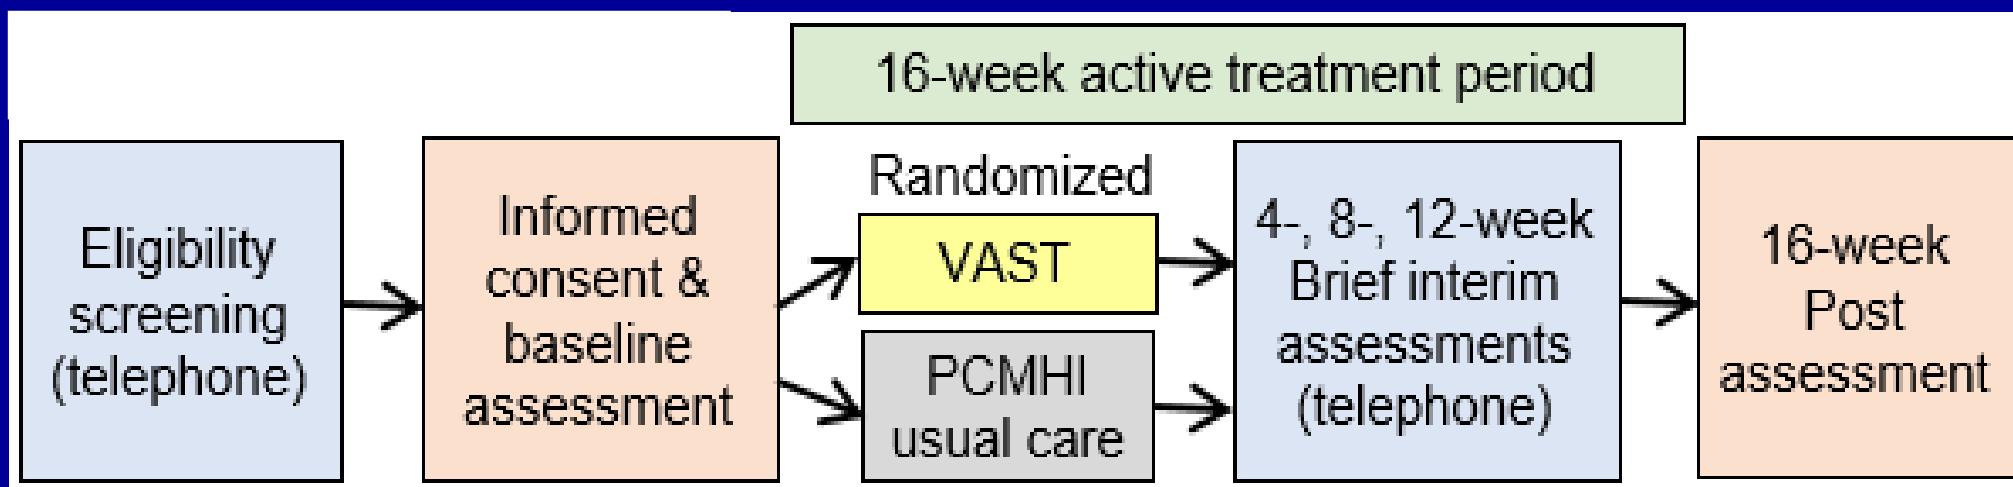 16-week active treatment period
Eligibility
screening
(telephone)
Informed
consent &
baseline
assessment
Randomized
VAST
PCMHI
usual care
4-, 8-, 12-week
Brief interim
assessments
(telephone)
16-week
Post
assessment